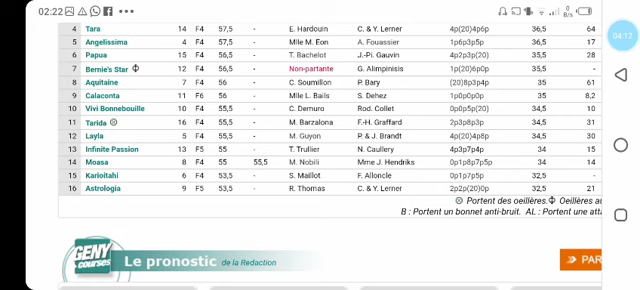 02:22 0 B/s
4 Tara 14 F4 57,5 - E. Hardouin C. & Y. Lerner 4p(20)4p6p 36,5 64
5 Angelissima 4 F4 57,5 - Mlle M. Eon A. Fouassier 1p6p3p5p 36,5 17
6 Papua 15 F4 56,5 - T. Bachelot J.-Pi. Gauvin 4p2p3p(20) 35,5 28
7 Bernie's Star 12 F4 56,5 - Non-partante G. Alimpinisis 1p(20)6p0p 35,5 -
8 Aquitaine 7 F4 56 - C. Soumillon P. Bary (20)8p3p4p 35 61
9 Calaconta 11 F6 56 - Mlle L. Bails S. Dehez 1p0p0p0p 35 8,2
10 Vivi Bonnebouille 10 F4 55,5 - C. Demuro Rod. Collet 0p0p5p(20) 34,5 10
11 Tarida 16 F4 55,5 - M. Barzalona F.-H. Graffard 2p3p8p3p 34,5 31
12 Layla 5 F4 55,5 - M. Guyon P. & J. Brandt 4p(20)4p8p 34,5 30
13 Infinite Passion 13 F5 55 - T. Trullier N. Caullery 4p3p7p4p 34 15
14 Moasa 8 F4 55 55,5 M. Nobili Mme J. Hendriks 0p1p8p7p5p 34 14
15 Karioitahi 6 F4 53,5 - S. Maillot F. Alloncle 0p1p7p5p 32,5 -
16 Astrologia 9 F5 53,5 - R. Thomas C. & Y. Lerner 2p2p(20)0p 32,5 21
Portent des oeillères. Oeillères au
B : Portent un bonnet anti-bruit. AL : Portent une atta
GENY courses Le pronostic de la Redaction
PAR
04:12